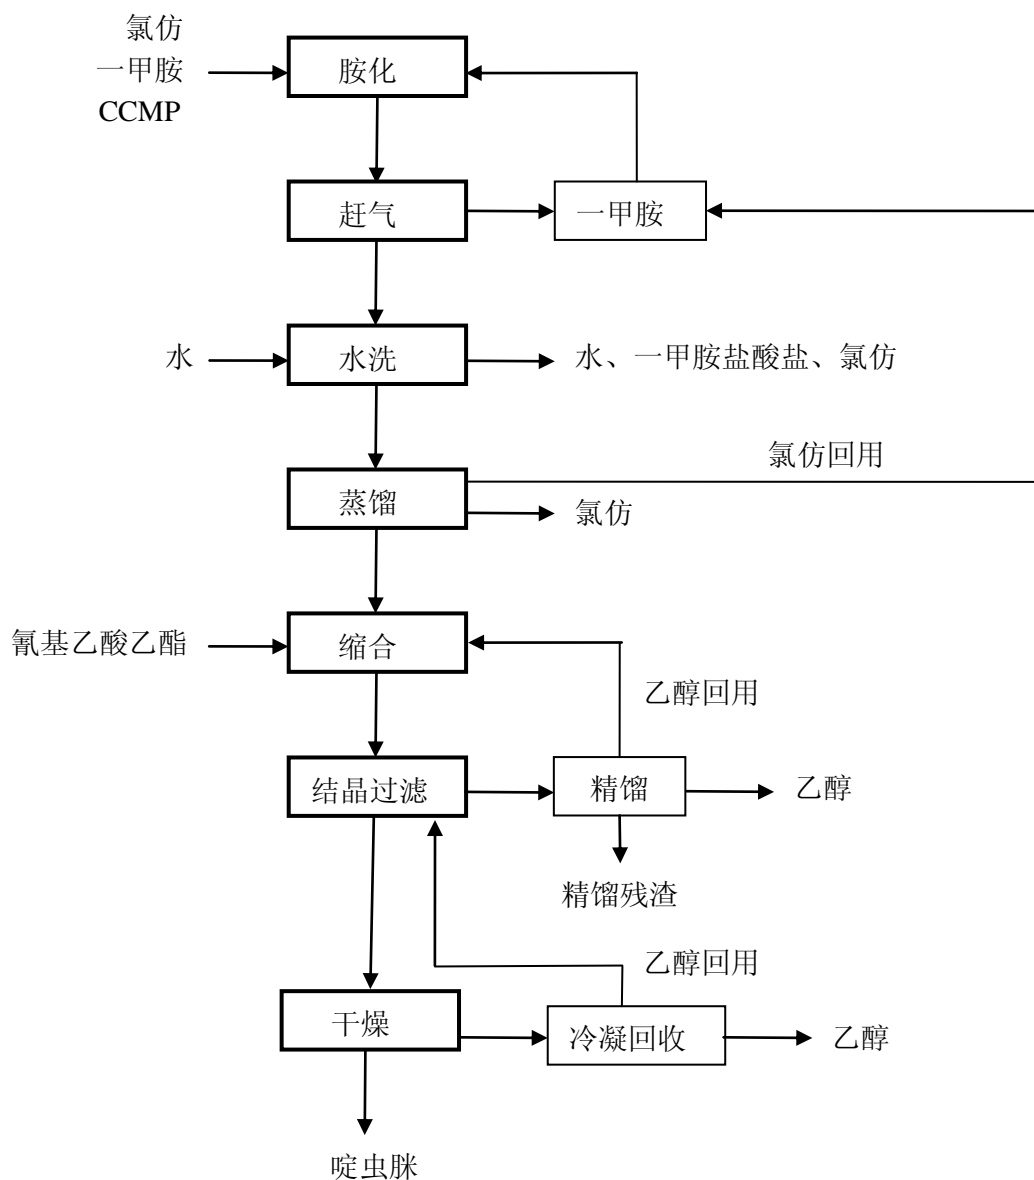 氯仿
一甲胺
CCMP
胺化
赶气
一甲胺
水
水洗
水、一甲胺盐酸盐、氯仿
氯仿回用
蒸馏
氯仿
氰基乙酸乙酯
缩合
乙醇回用
结晶过滤
精馏
乙醇
精馏残渣
乙醇回用
干燥
冷凝回收
乙醇
啶虫脒